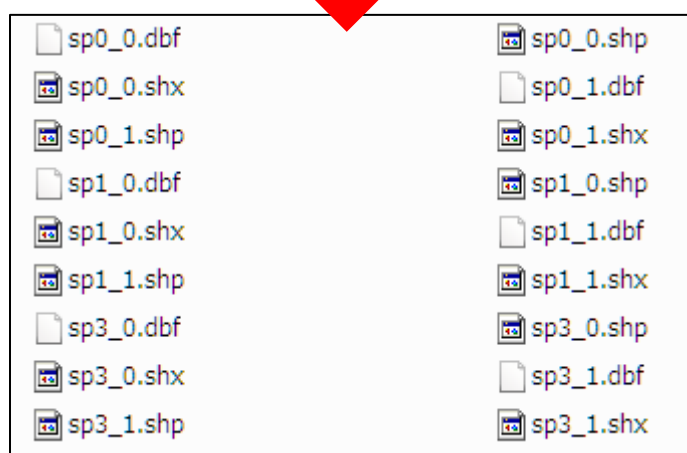 sp0_0.dbf sp0_0.shp
sp0_0.shx sp0_1.dbf
sp0_1.shp sp0_1.shx
sp1_0.dbf sp1_0.shp
sp1_0.shx sp1_1.dbf
sp1_1.shp sp1_1.shx
sp3_0.dbf sp3_0.shp
sp3_0.shx sp3_1.dbf
sp3_1.shp sp3_1.shx